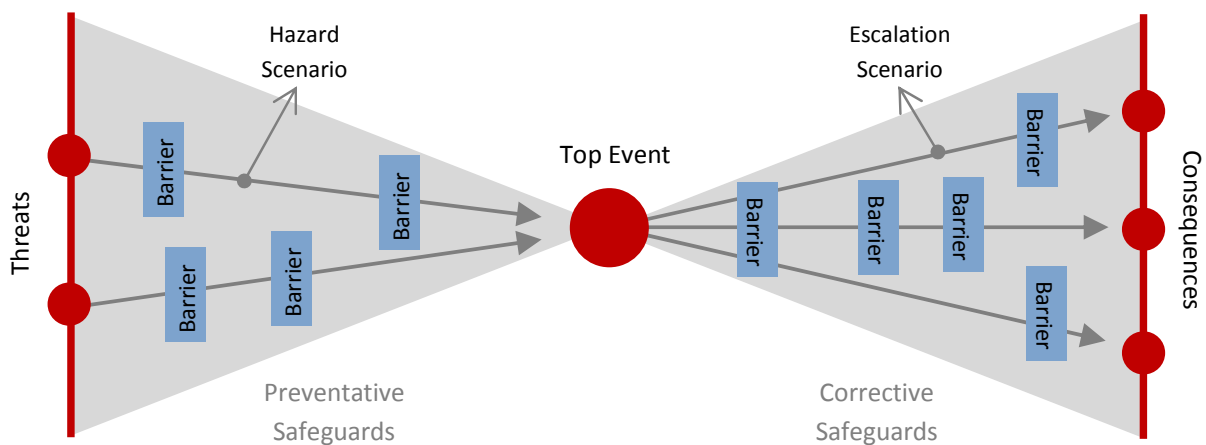 Hazard
Scenario
Escalation
Scenario
Threats
Barrier
Barrier
Barrier
Barrier
Top Event
Barrier
Barrier
Barrier
Barrier
Barrier
Consequences
Preventative
Safeguards
Corrective
Safeguards